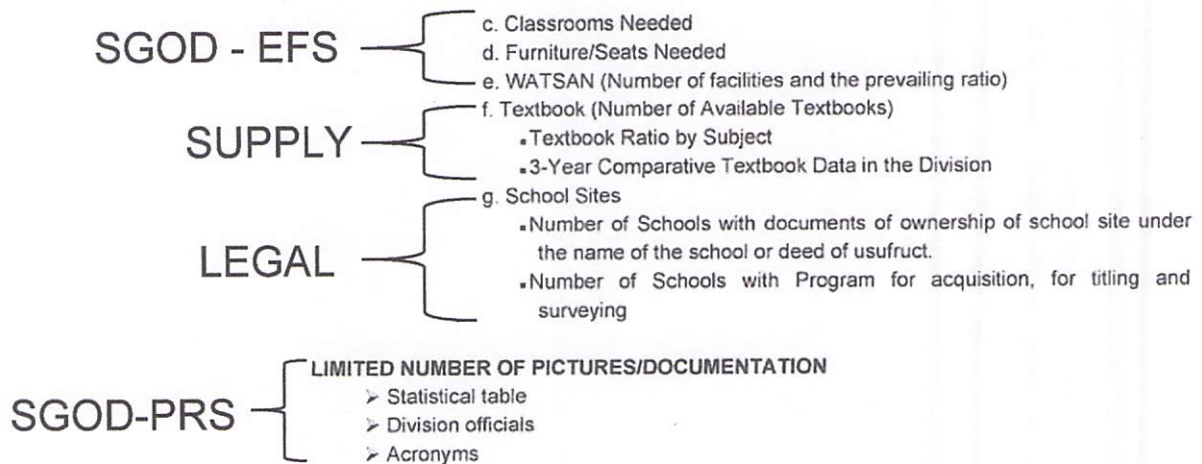 SGOD - EFS
c. Classrooms Needed
d. Furniture/Seats Needed
e. WATSAN (Number of facilities and the prevailing ratio)
SUPPLY
f. Textbook (Number of Available Textbooks)
▪Textbook Ratio by Subject
▪3-Year Comparative Textbook Data in the Division
LEGAL
g. School Sites
▪Number of Schools with documents of ownership of school site under
the name of the school or deed of usufruct.
▪Number of Schools with Program for acquisition, for titling and
surveying
SGOD-PRS
LIMITED NUMBER OF PICTURES/DOCUMENTATION
➢ Statistical table
➢ Division officials
➢ Acronyms